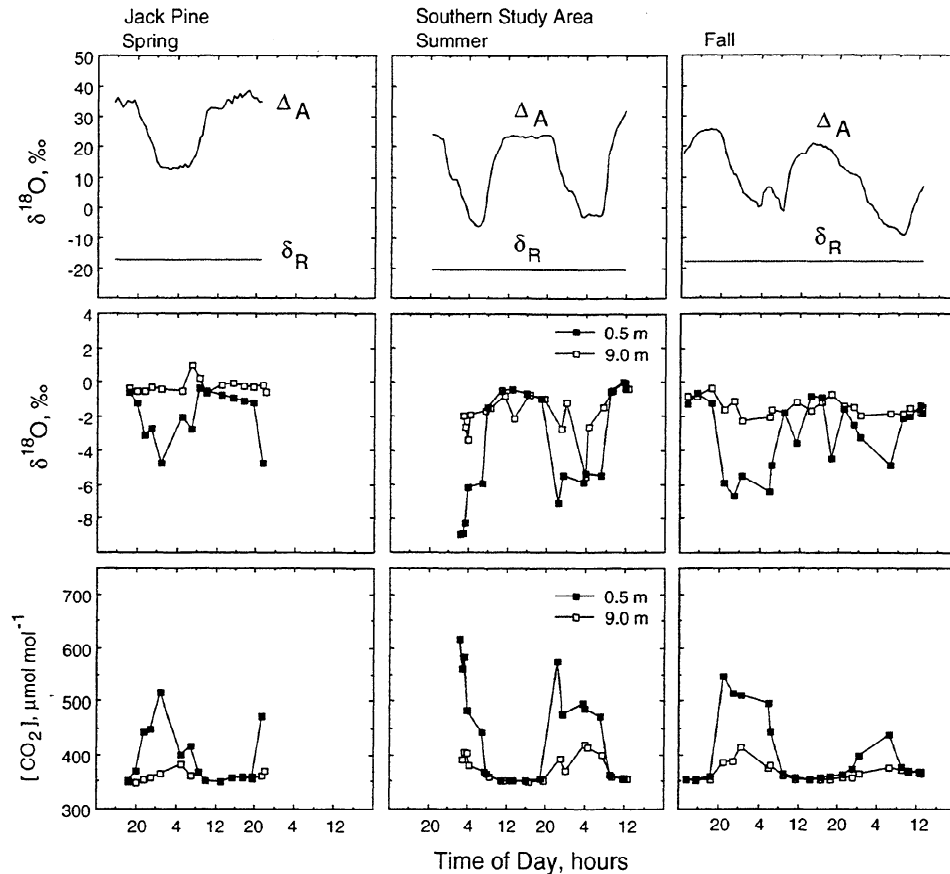 Jack Pine
Spring
Southern Study Area
Summer
Fall
50
40
30
20
10
0
-10
-20
δ18O, ‰
ΔA
δR
ΔA
δR
ΔA
δR
4
2
0
-2
-4
-6
-8
δ18O, ‰
0.5 m
9.0 m
700
600
500
400
300
[CO2], μmol mol-1
0.5 m
9.0 m
20 4 12 20 4 12
20 4 12 20 4 12
20 4 12 20 4 12
Time of Day, hours